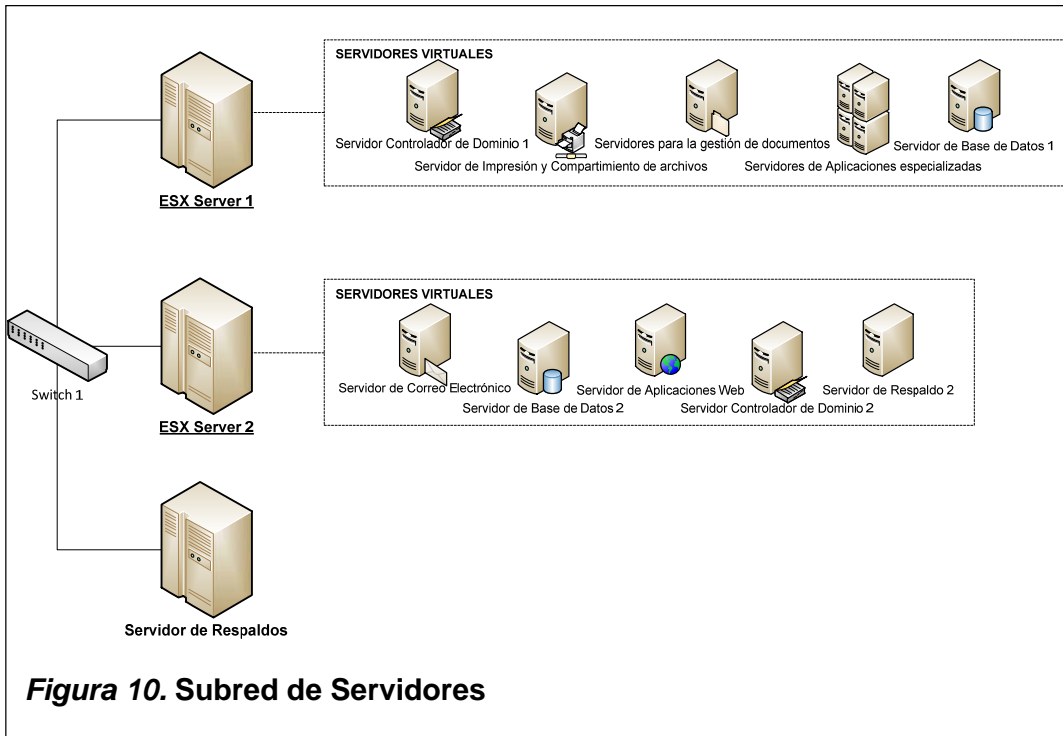 SERVIDORES VIRTUALES
Servidor Controlador de Dominio 1
Servidor de Impresión y Compartimiento de archivos
Servidores para la gestión de documentos
Servidores de Aplicaciones especializadas
Servidor de Base de Datos 1
ESX Server 1
SERVIDORES VIRTUALES
Servidor de Correo Electrónico
Servidor de Base de Datos 2
Servidor de Aplicaciones Web
Servidor Controlador de Dominio 2
Servidor de Respaldo 2
Switch 1
ESX Server 2
Servidor de Respaldos
Figura 10. Subred de Servidores